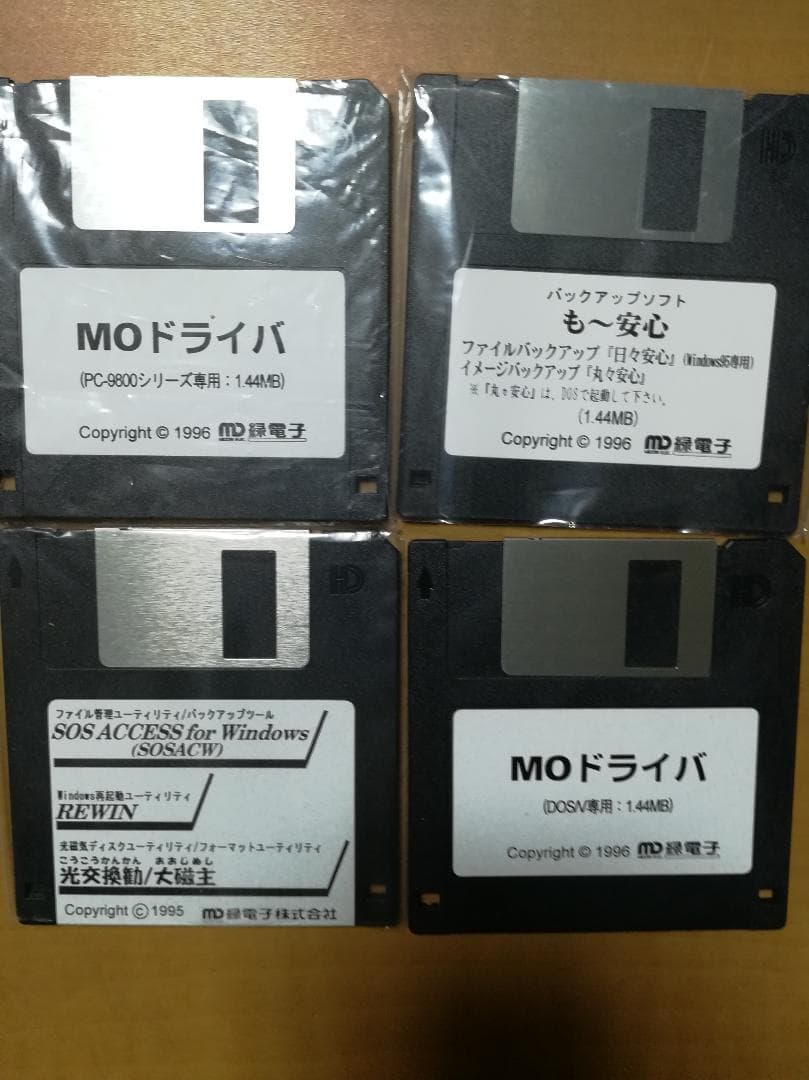 MOドライバ
(PC-9800シリーズ専用：1.44MB)
Copyright © 1996 緑電子
HD
バックアップソフト
も〜安心
ファイルバックアップ『日々安心』(Windows95専用)
イメージバックアップ『丸々安心』
※『丸々安心』は、DOSで起動して下さい。
(1.44MB)
Copyright © 1996 緑電子
HD
ファイル管理ユーティリティ/バックアップツール
SOS ACCESS for Windows
(SOSACW)
Windows再起動ユーティリティ
REWIN
光磁気ディスクユーティリティ/フォーマットユーティリティ
こうこうかんかん おおじぬし
光交換勧/大磁主
Copyright © 1995 緑電子株式会社
HD
MOドライバ
(DOS/V専用：1.44MB)
Copyright © 1996 緑電子